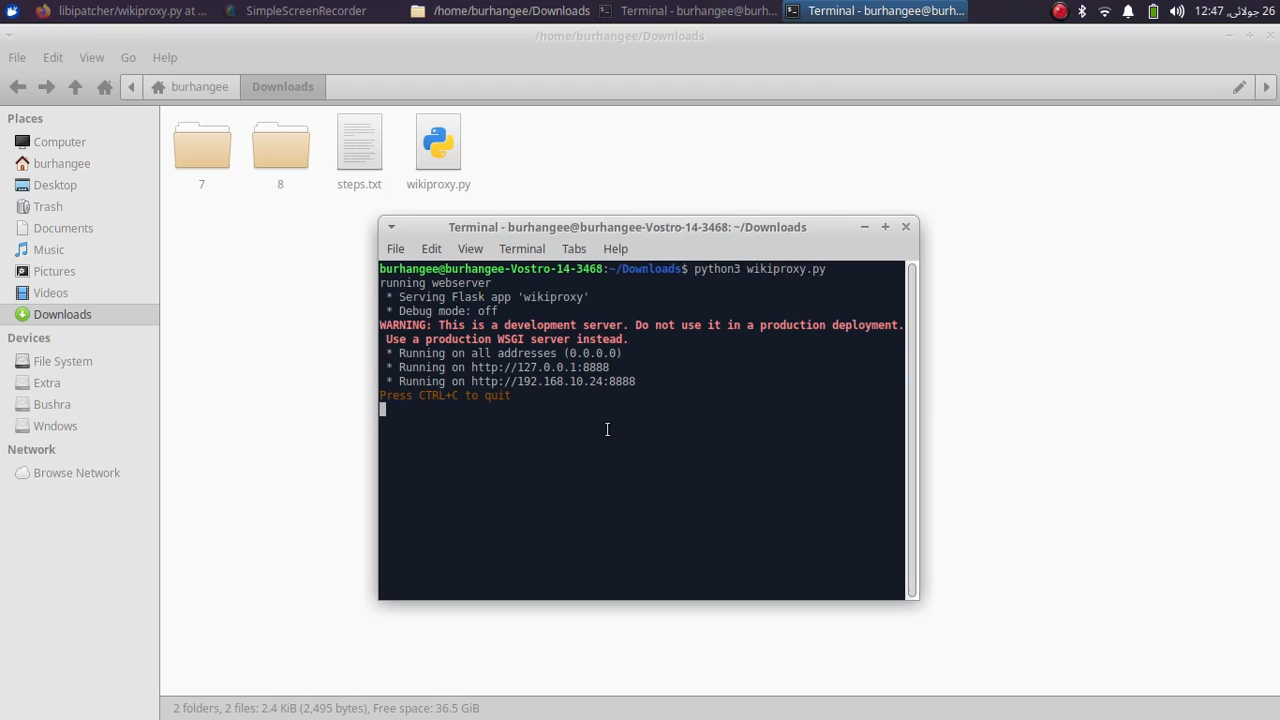 libipatcher/wikiproxy.py at ...
SimpleScreenRecorder
/home/burhangee/Downloads
Terminal - burhangee@burh...
Terminal - burhangee@burh...
26 جولائی, 12:47
/home/burhangee/Downloads
File Edit View Go Help
burhangee Downloads
Places
Computer
burhangee
Desktop
Trash
Documents
Music
Pictures
Videos
Downloads
Devices
File System
Extra
Bushra
Wndows
Network
Browse Network
7 8 steps.txt wikiproxy.py
Terminal - burhangee@burhangee-Vostro-14-3468: ~/Downloads
File Edit View Terminal Tabs Help
burhangee@burhangee-Vostro-14-3468:~/Downloads$ python3 wikiproxy.py
running webserver
 * Serving Flask app 'wikiproxy'
 * Debug mode: off
WARNING: This is a development server. Do not use it in a production deployment.
 Use a production WSGI server instead.
 * Running on all addresses (0.0.0.0)
 * Running on http://127.0.0.1:8888
 * Running on http://192.168.10.24:8888
Press CTRL+C to quit
2 folders, 2 files: 2.4 KiB (2,495 bytes), Free space: 36.5 GiB